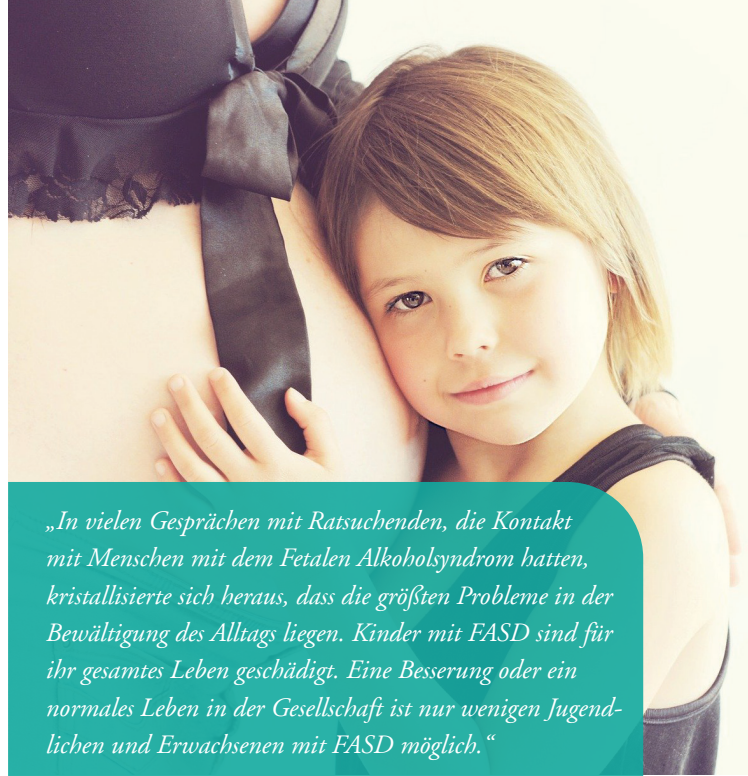 „In vielen Gesprächen mit Ratsuchenden, die Kontakt
mit Menschen mit dem Fetalen Alkoholsyndrom hatten,
kristallisierte sich heraus, dass die größten Probleme in der
Bewältigung des Alltags liegen. Kinder mit FASD sind für
ihr gesamtes Leben geschädigt. Eine Besserung oder ein
normales Leben in der Gesellschaft ist nur wenigen Jugend-
lichen und Erwachsenen mit FASD möglich.“